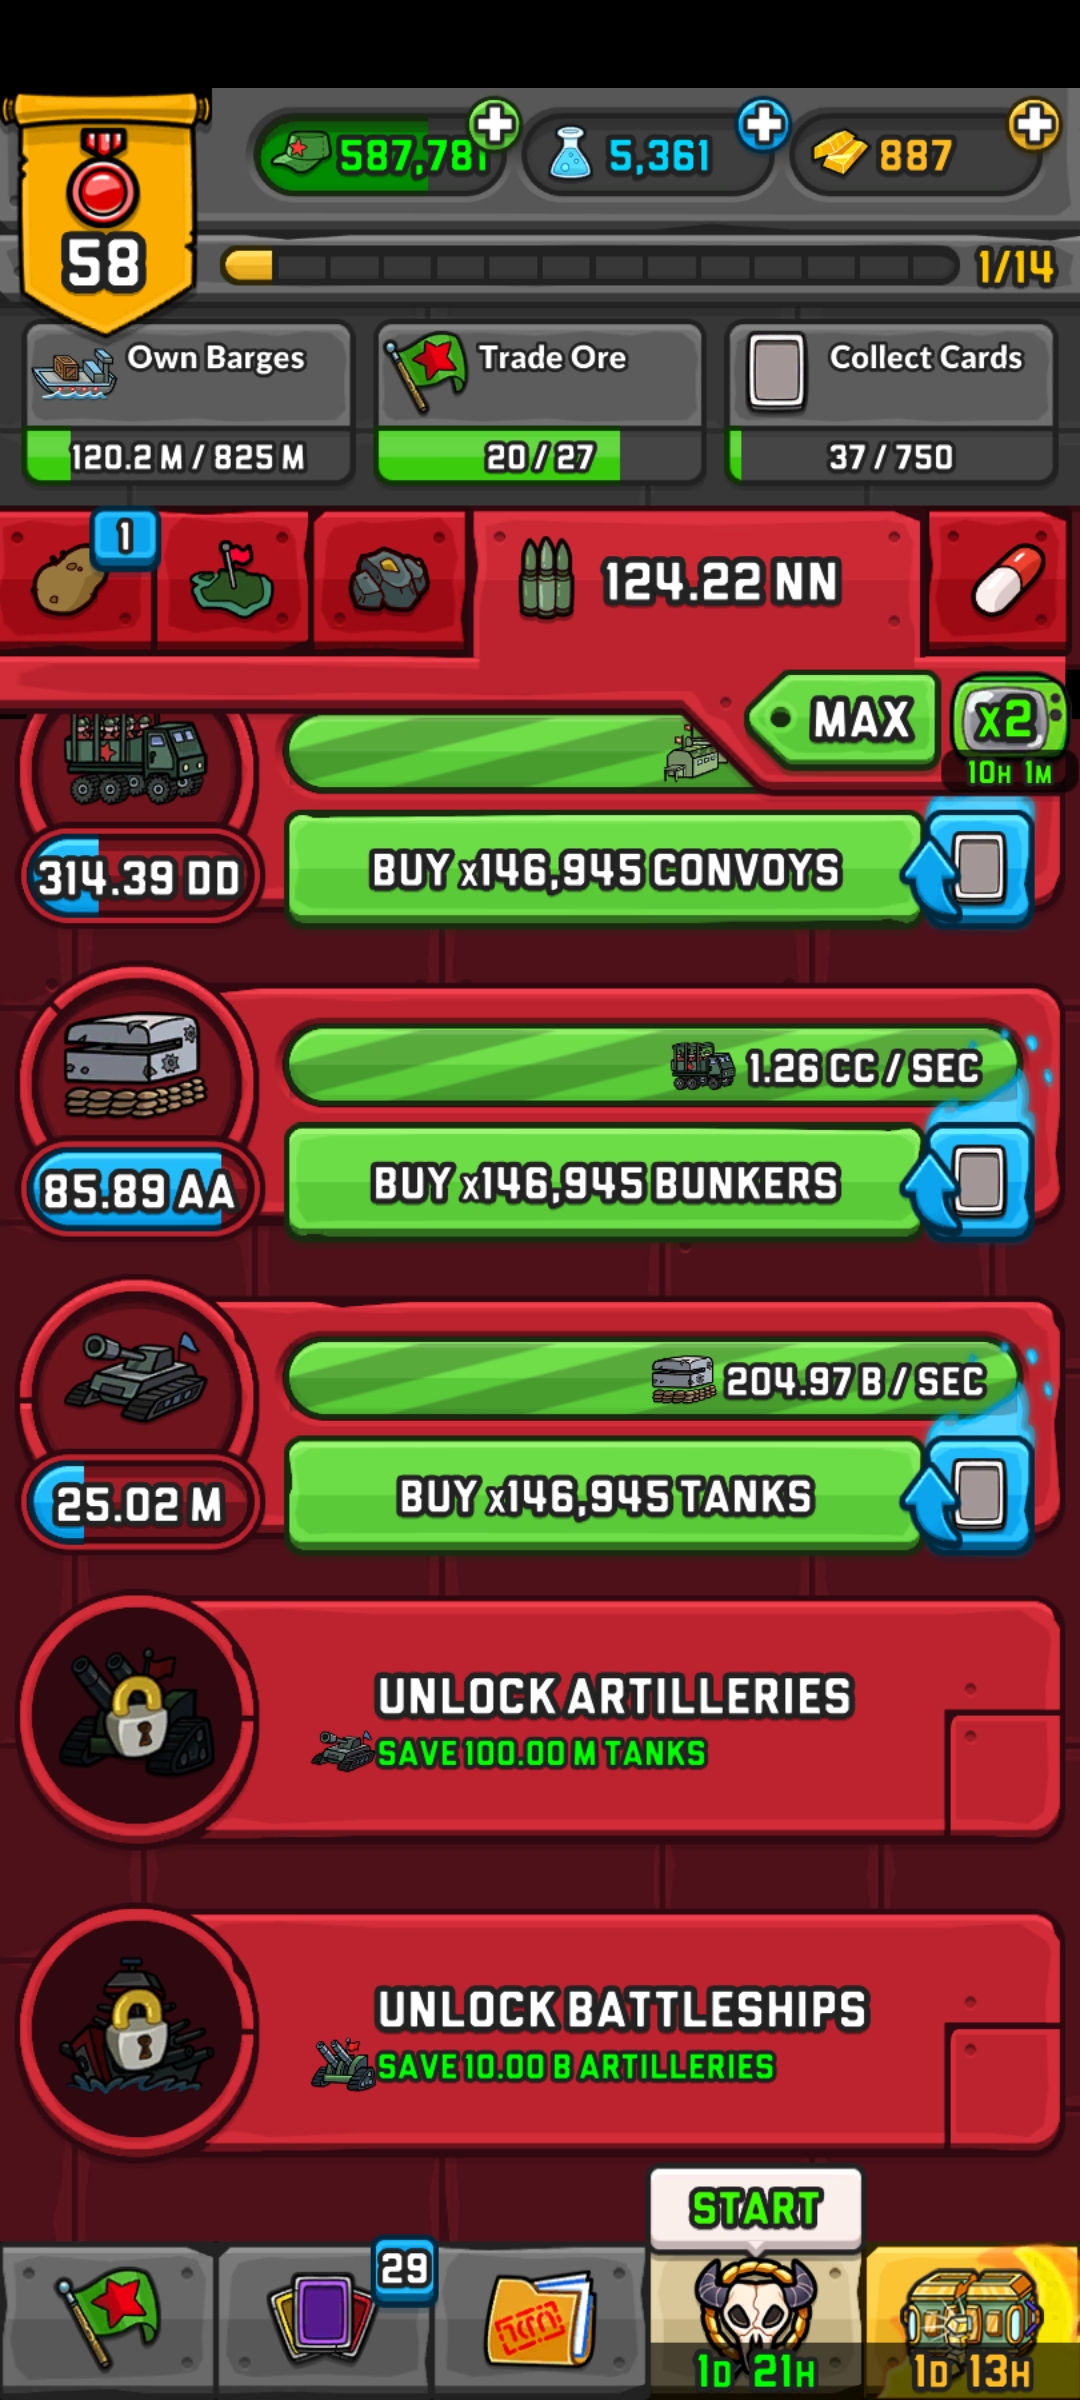 58
587,781
5,361
887
1/14
Own Barges
120.2 M / 825 M
Trade Ore
20 / 27
Collect Cards
37 / 750
1
124.22 NN
MAX
x2
10H 1M
314.39 DD
BUY x146,945 CONVOYS
1.26 CC / SEC
85.89 AA
BUY x146,945 BUNKERS
204.97 B / SEC
25.02 M
BUY x146,945 TANKS
UNLOCK ARTILLERIES
SAVE 100.00 M TANKS
UNLOCK BATTLESHIPS
SAVE 10.00 B ARTILLERIES
START
29
1D 21H
1D 13H